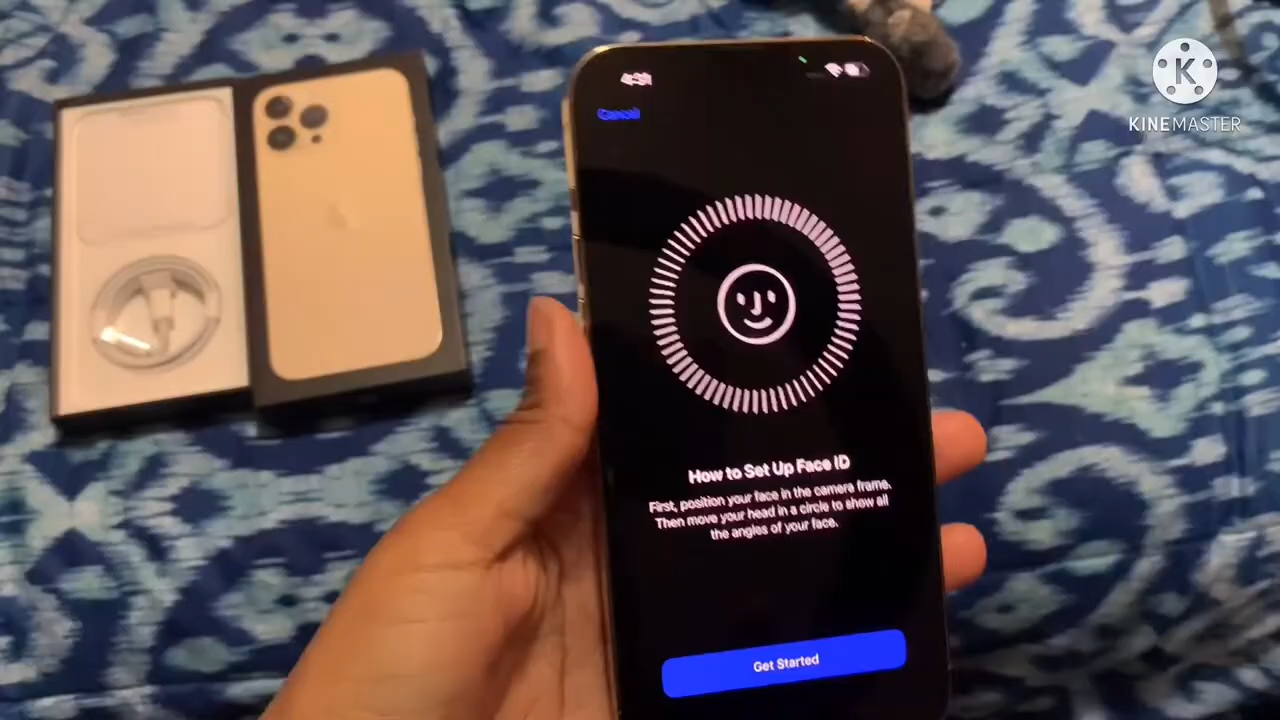 Cancel
How to Set Up Face ID
First, position your face in the camera frame.
Then move your head in a circle to show all
the angles of your face.
Get Started
K
KINEMASTER